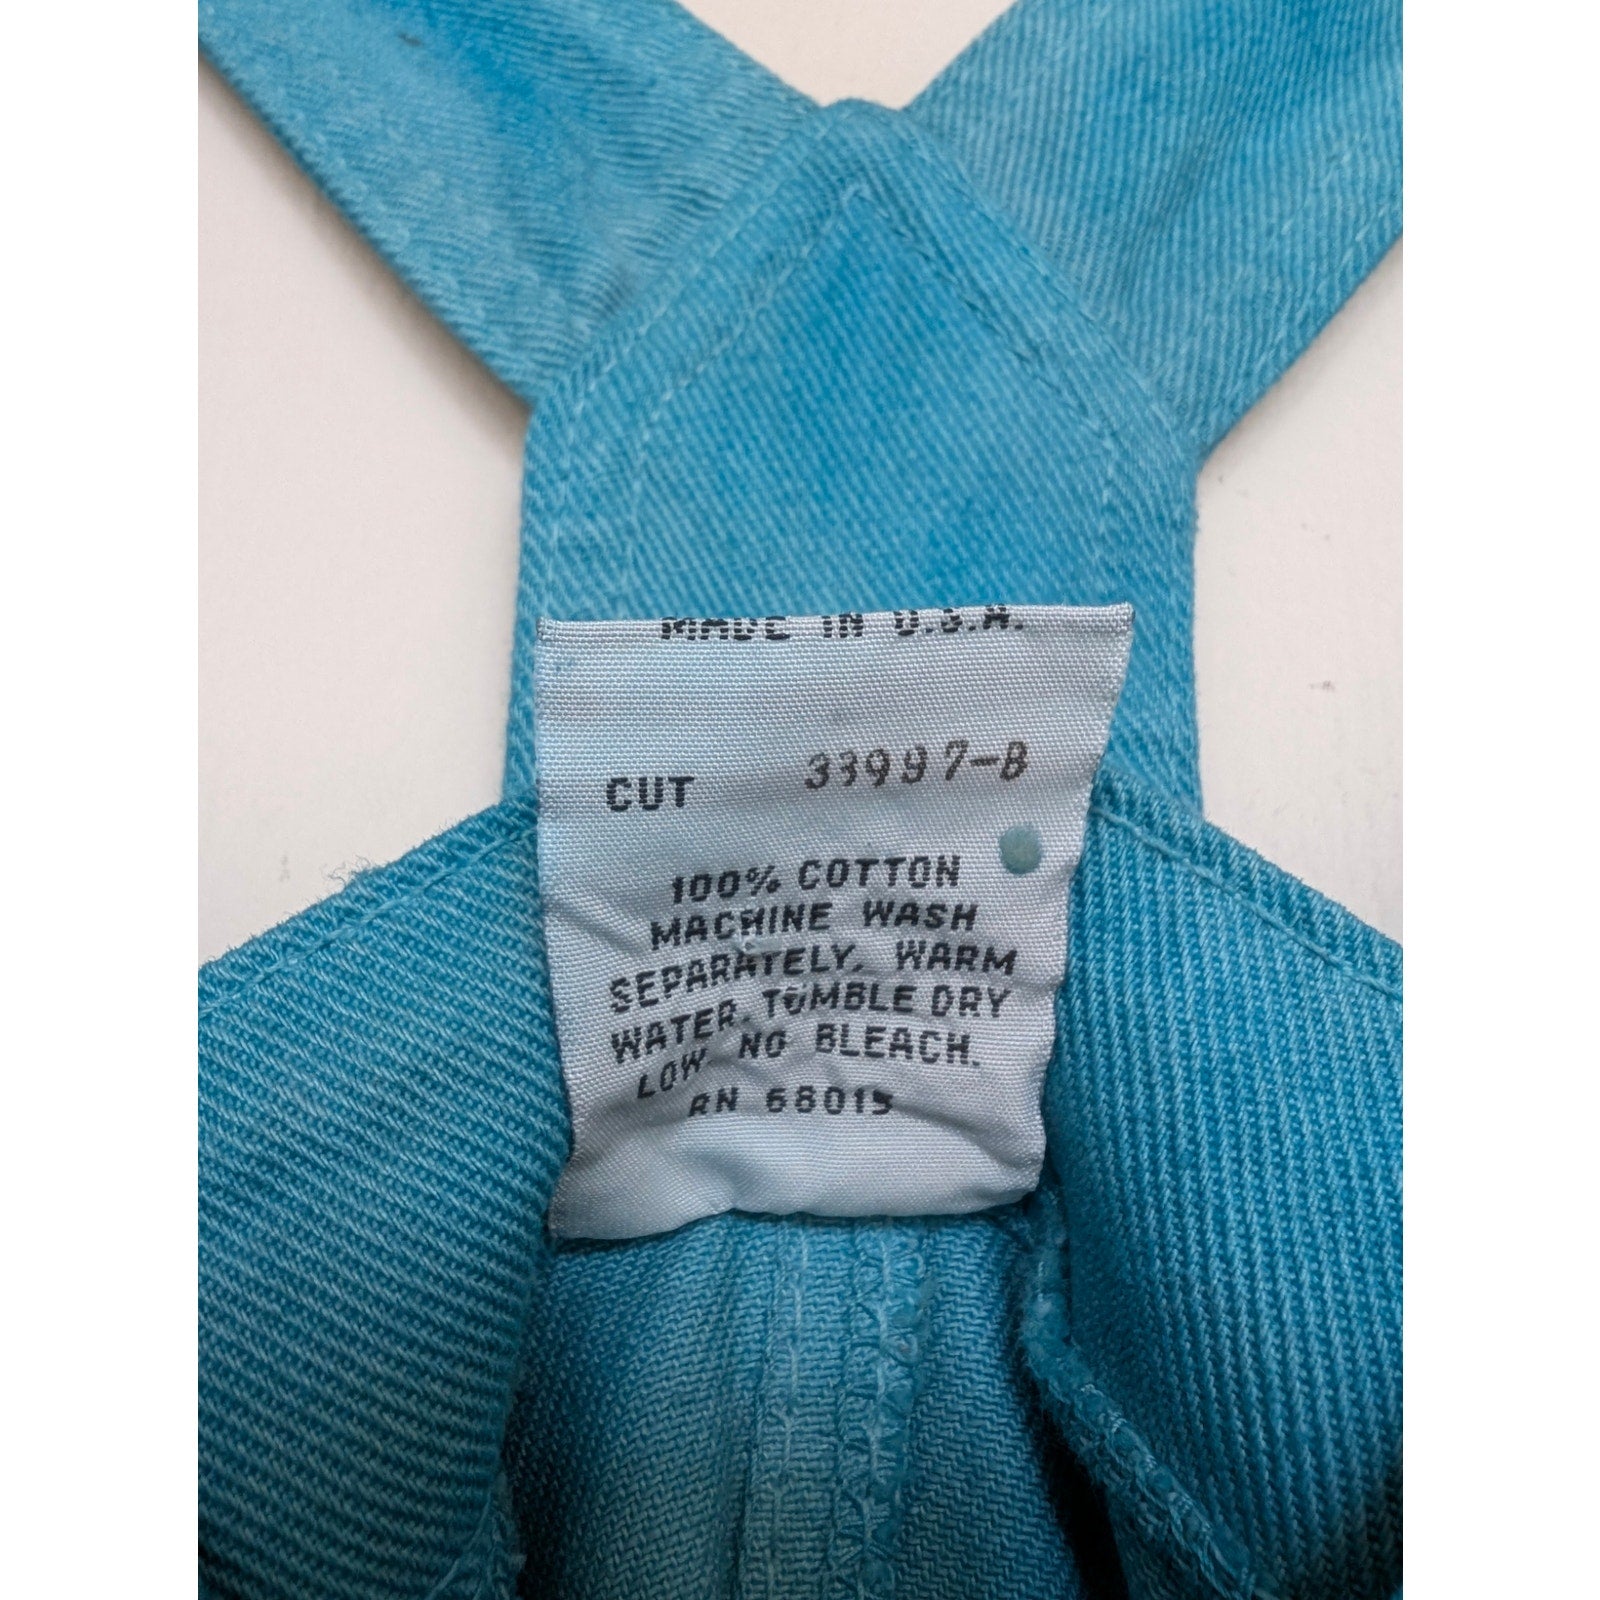 MADE IN U.S.A.
CUT 33997-B
100% COTTON
MACHINE WASH
SEPARATELY. WARM
WATER. TUMBLE DRY
LOW. NO BLEACH.
RN 68015